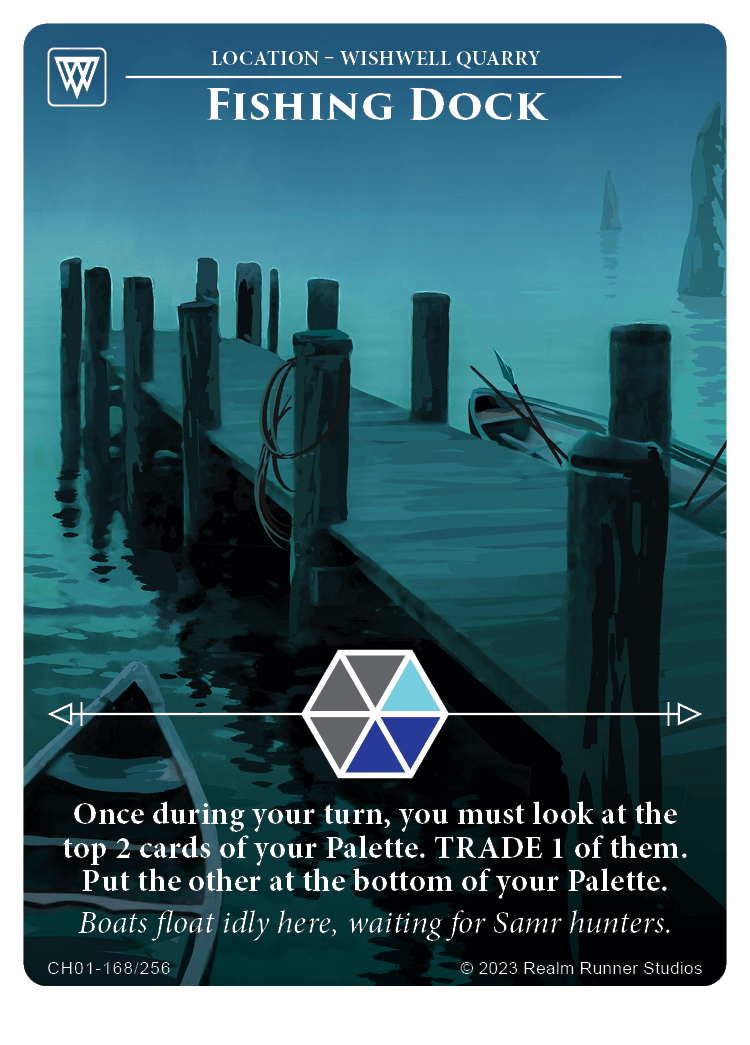 LOCATION – WISHWELL QUARRY
FISHING DOCK
Once during your turn, you must look at the
top 2 cards of your Palette. TRADE 1 of them.
Put the other at the bottom of your Palette.
Boats float idly here, waiting for Samr hunters.
CH01-168/256
© 2023 Realm Runner Studios